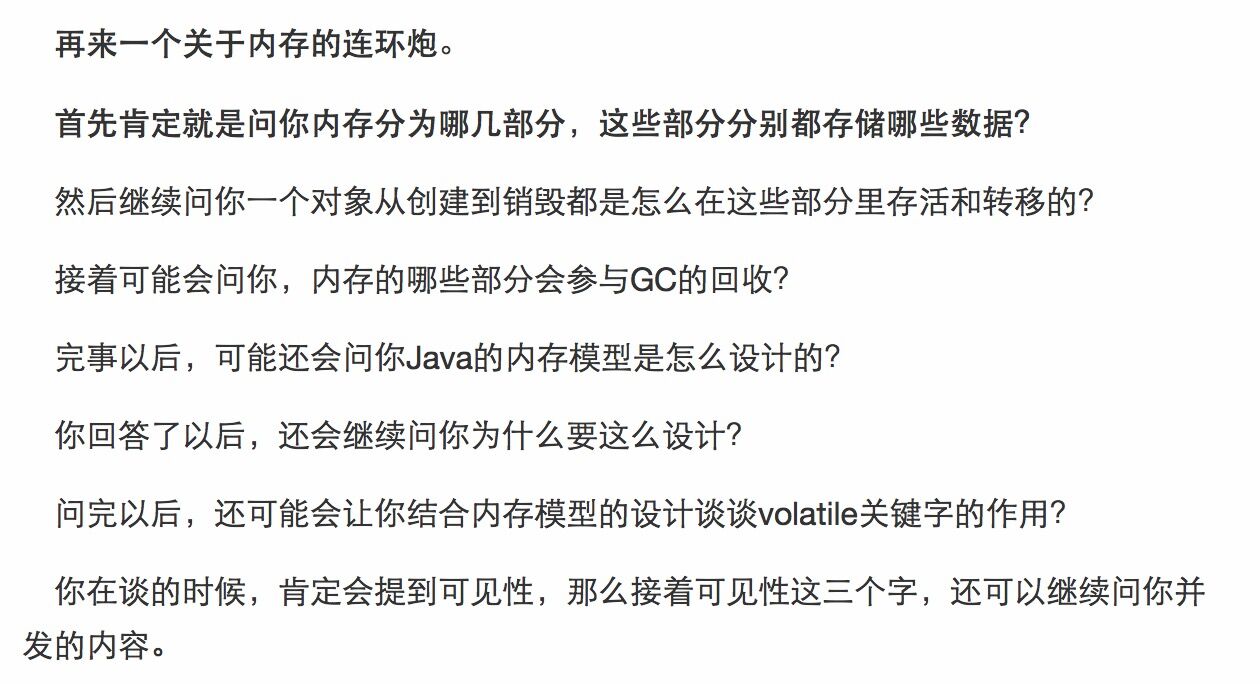 再来一个关于内存的连环炮。
首先肯定就是问你内存分为哪几部分，这些部分分别都存储哪些数据？
然后继续问你一个对象从创建到销毁都是怎么在这些部分里存活和转移的？
接着可能会问你，内存的哪些部分会参与GC的回收？
完事以后，可能还会问你Java的内存模型是怎么设计的？
你回答了以后，还会继续问你为什么要这么设计？
问完以后，还可能会让你结合内存模型的设计谈谈volatile关键字的作用？
你在谈的时候，肯定会提到可见性，那么接着可见性这三个字，还可以继续问你并
发的内容。